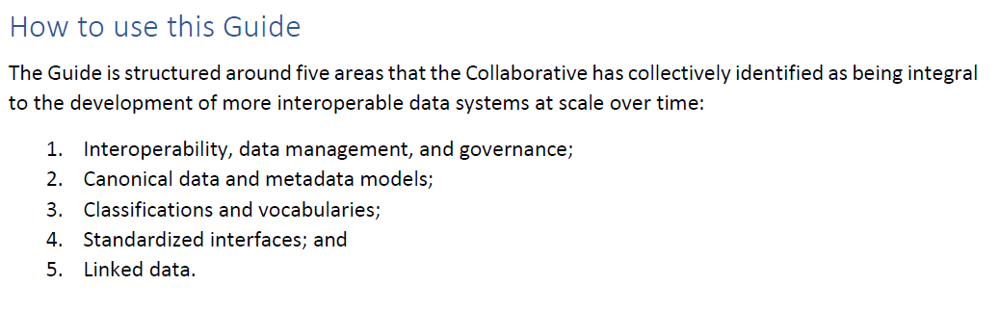 How to use this Guide
The Guide is structured around five areas that the Collaborative has collectively identified as being integral
to the development of more interoperable data systems at scale over time:
1. Interoperability, data management, and governance;
2. Canonical data and metadata models;
3. Classifications and vocabularies;
4. Standardized interfaces; and
5. Linked data.